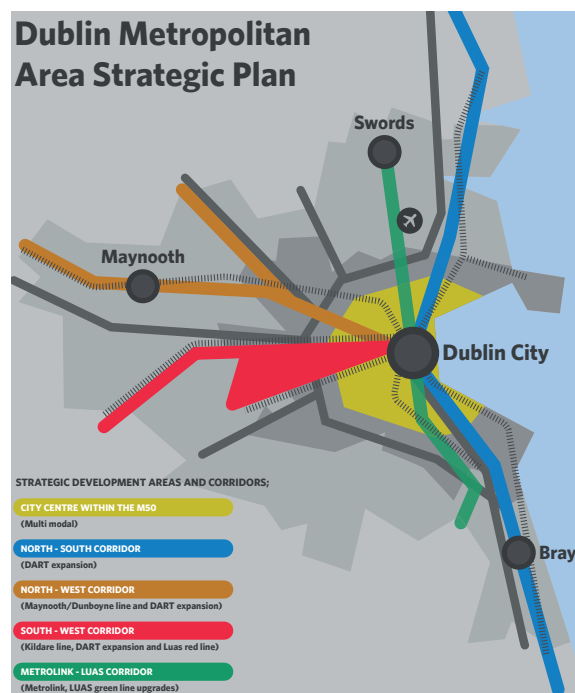 Dublin Metropolitan
Area Strategic Plan
Swords
Maynooth
Dublin City
Bray
STRATEGIC DEVELOPMENT AREAS AND CORRIDORS;
CITY CENTRE WITHIN THE M50
(Multi modal)
NORTH - SOUTH CORRIDOR
(DART expansion)
NORTH - WEST CORRIDOR
(Maynooth/Dunboyne line and DART expansion)
SOUTH - WEST CORRIDOR
(Kildare line, DART expansion and Luas red line)
METROLINK - LUAS CORRIDOR
(Metrolink, LUAS green line upgrades)